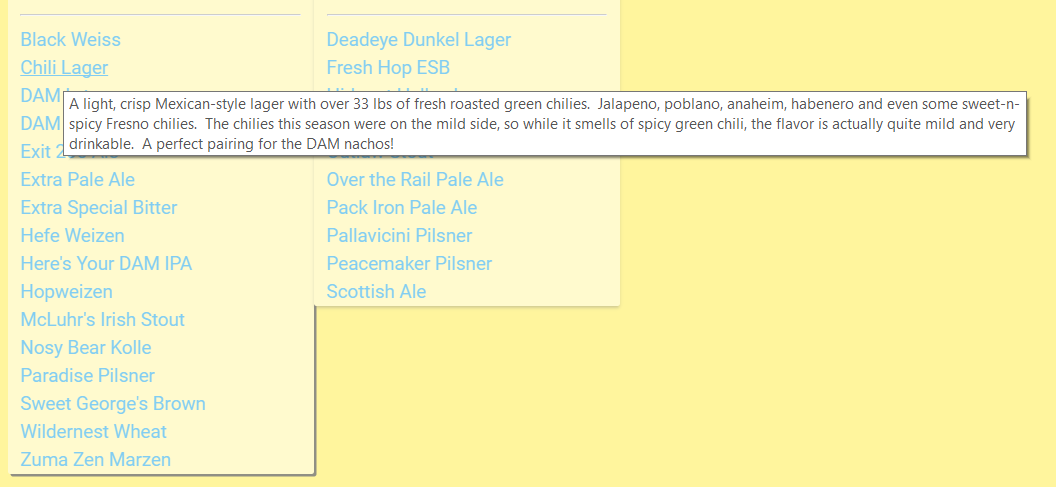 Black Weiss
Chili Lager
DAM
DAM
Exit
Extra Pale Ale
Extra Special Bitter
Hefe Weizen
Here's Your DAM IPA
Hopweizen
McLuhr's Irish Stout
Nosy Bear Kolle
Paradise Pilsner
Sweet George's Brown
Wildernest Wheat
Zuma Zen Marzen
Deadeye Dunkel Lager
Fresh Hop ESB
Over the Rail Pale Ale
Pack Iron Pale Ale
Pallavicini Pilsner
Peacemaker Pilsner
Scottish Ale
A light, crisp Mexican-style lager with over 33 lbs of fresh roasted green chilies.  Jalapeno, poblano, anaheim, habenero and even some sweet-n-
spicy Fresno chilies.  The chilies this season were on the mild side, so while it smells of spicy green chili, the flavor is actually quite mild and very
drinkable.  A perfect pairing for the DAM nachos!